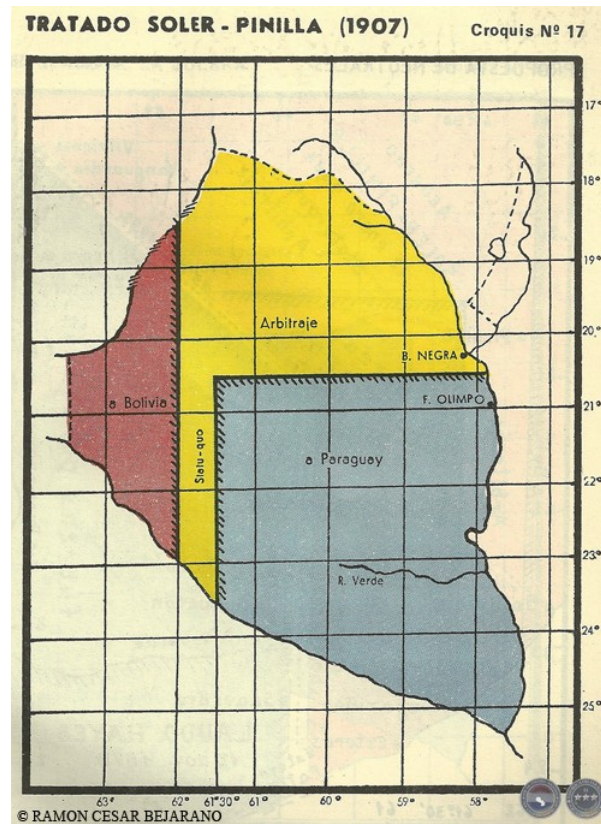 TRATADO SOLER - PINILLA (1907)
Croquis Nº 17
17°
18°
19°
Arbitraje
20°
B. NEGRA
a Bolivia
F. OLIMPO
21°
Statu-quo
a Paraguay
22°
23°
R. Verde
24°
25°
63°
62°
61°30'
61°
60°
59°
58°
© RAMON CESAR BEJARANO